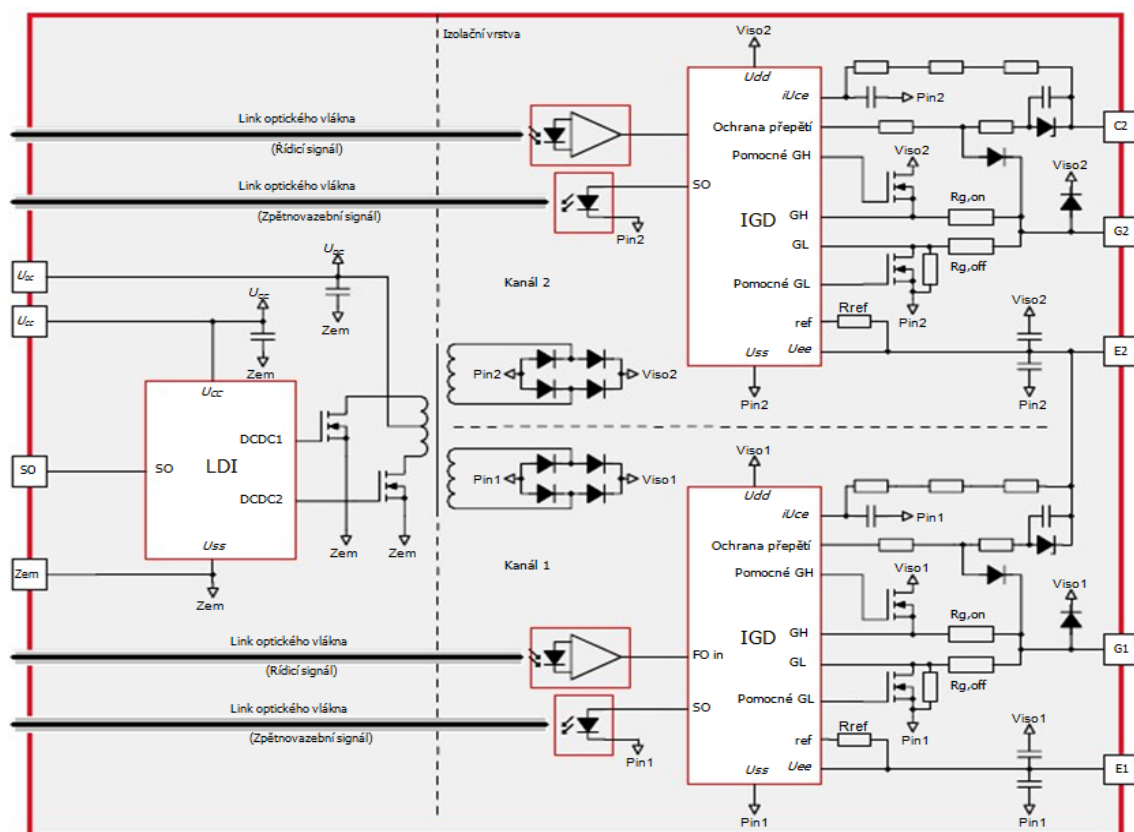 Izolační vrstva
Viso2
Udd
iUce
Pin2
Link optického vlákna
(Řídicí signál)
Ochrana přepětí
C2
Pomocné GH
Viso2
Viso2
Link optického vlákna
(Zpětnovazební signál)
SO
Pin2
IGD
GH
Rg,on
G2
GL
Rg,off
Pomocné GL
Pin2
Ucc
Ucc
Zem
Kanál 2
Viso2
ref
Rref
Ucc
Ucc
Zem
Uss
Uee
E2
Pin2
Viso2
Pin2
Pin2
Ucc
DCDC1
LDI
SO
SO
DCDC2
Uss
Zem
Zem
Zem
Zem
Pin1
Viso1
Viso1
Udd
iUce
Pin1
Ochrana přepětí
Kanál 1
Pomocné GH
Viso1
Viso1
Link optického vlákna
(Rídicí signál)
FO in
IGD
GH
Rg,on
G1
GL
Rg,off
Link optického vlákna
(Zpětnovazební signál)
SO
Pin1
Pomocné GL
Pin1
Viso1
ref
Rref
Uss
Uee
E1
Pin1
Pin1